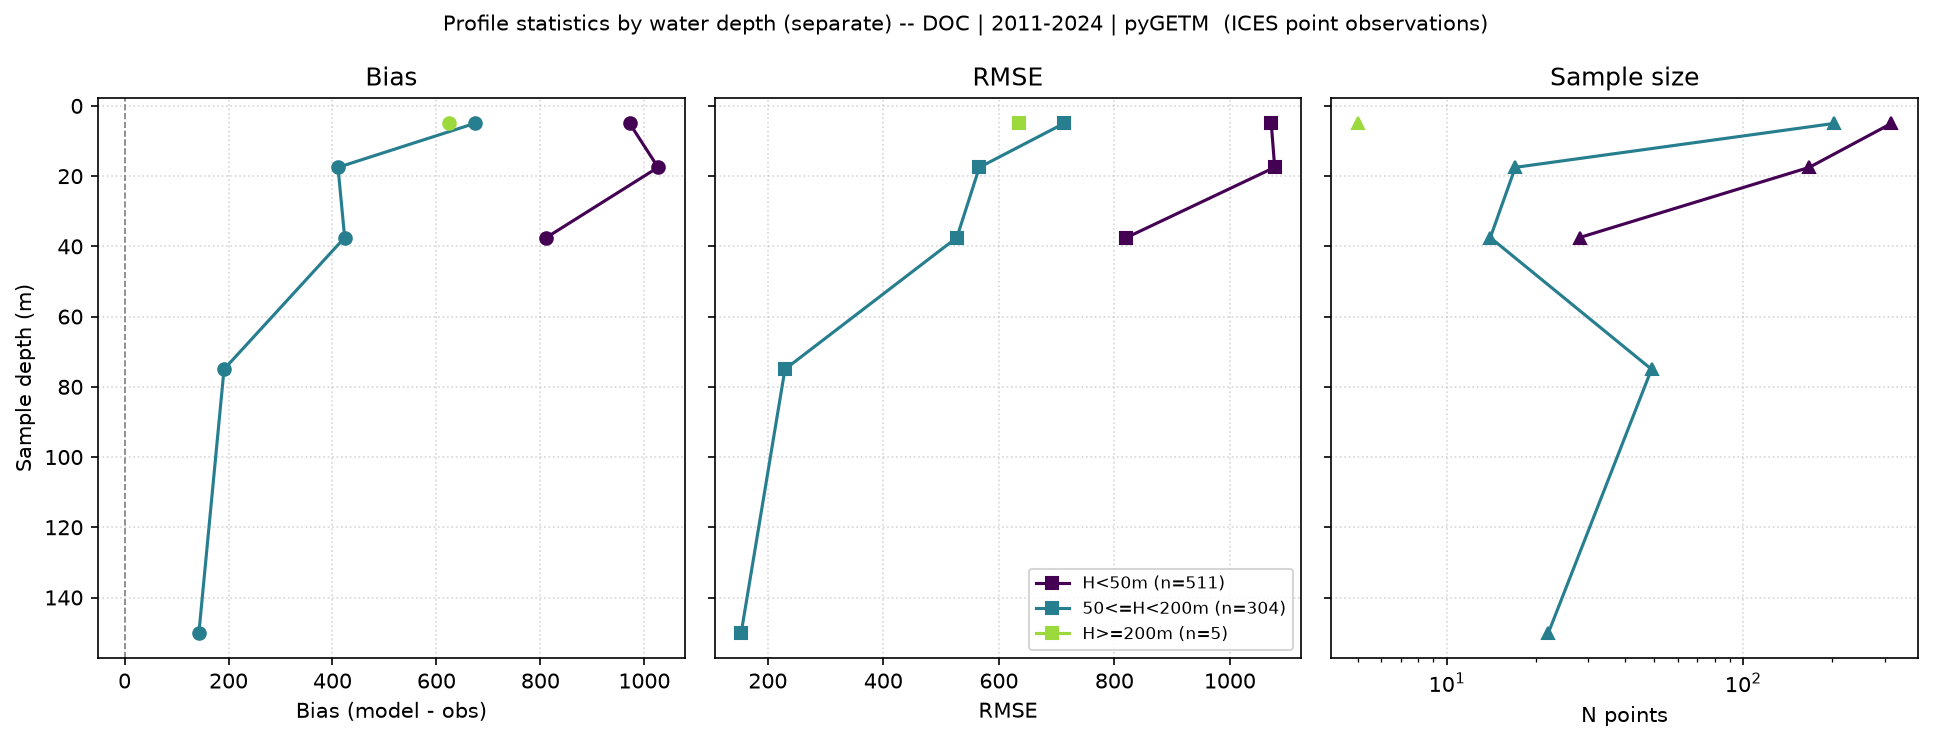 Profile statistics by water depth (separate) -- DOC | 2011-2024 | pyGETM  (ICES point observations)
Bias
RMSE
Sample size
Sample depth (m)
0
20
40
60
80
100
120
140
0 200 400 600 800 1000
Bias (model - obs)
200 400 600 800 1000
RMSE
H<50m (n=511)
50<=H<200m (n=304)
H>=200m (n=5)
10¹ 10²
N points